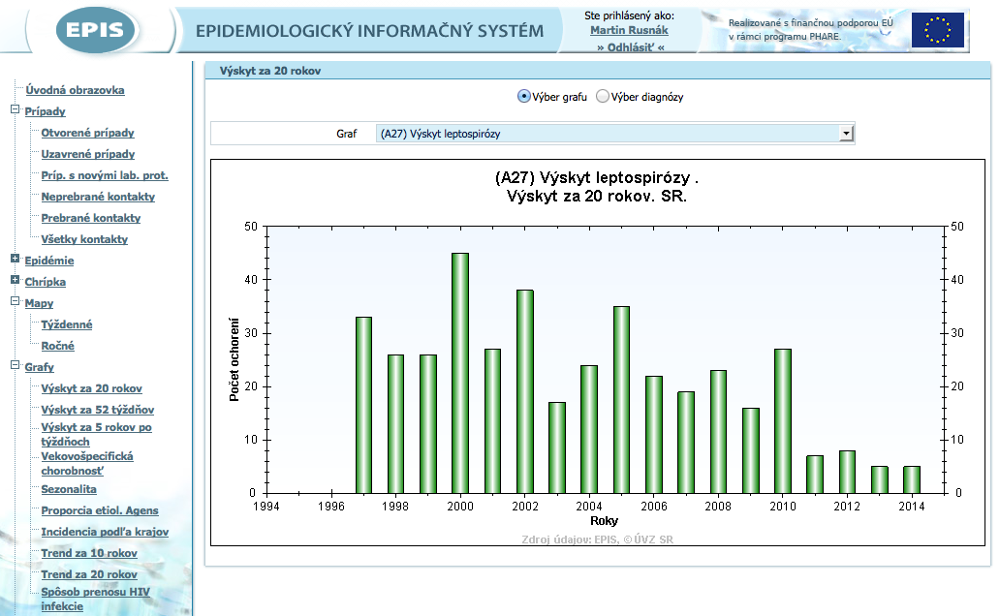 EPIS
EPIDEMIOLOGICKÝ INFORMAČNÝ SYSTÉM
Ste prihlásený ako:
Martin Rusnák
» Odhlásiť «
Realizované s finančnou podporou EÚ
v rámci programu PHARE.
Úvodná obrazovka
Prípady
Otvorené prípady
Uzavrené prípady
Príp. s novými lab. prot.
Neprebrané kontakty
Prebrané kontakty
Všetky kontakty
Epidémie
Chrípka
Mapy
Týždenné
Ročné
Grafy
Výskyt za 20 rokov
Výskyt za 52 týždňov
Výskyt za 5 rokov po
týždňoch
Vekovošpecifická
chorobnosť
Sezonalita
Proporcia etiol. Agens
Incidencia podľa krajov
Trend za 10 rokov
Trend za 20 rokov
Spôsob prenosu HIV
infekcie
Výskyt za 20 rokov
Výber grafu Výber diagnózy
Graf (A27) Výskyt leptospirózy
(A27) Výskyt leptospirózy .
Výskyt za 20 rokov. SR.
Počet ochorení
50 50
40 40
30 30
20 20
10 10
0 0
1994 1996 1998 2000 2002 2004 2006 2008 2010 2012 2014
Roky
Zdroj údajov: EPIS, © ÚVZ SR